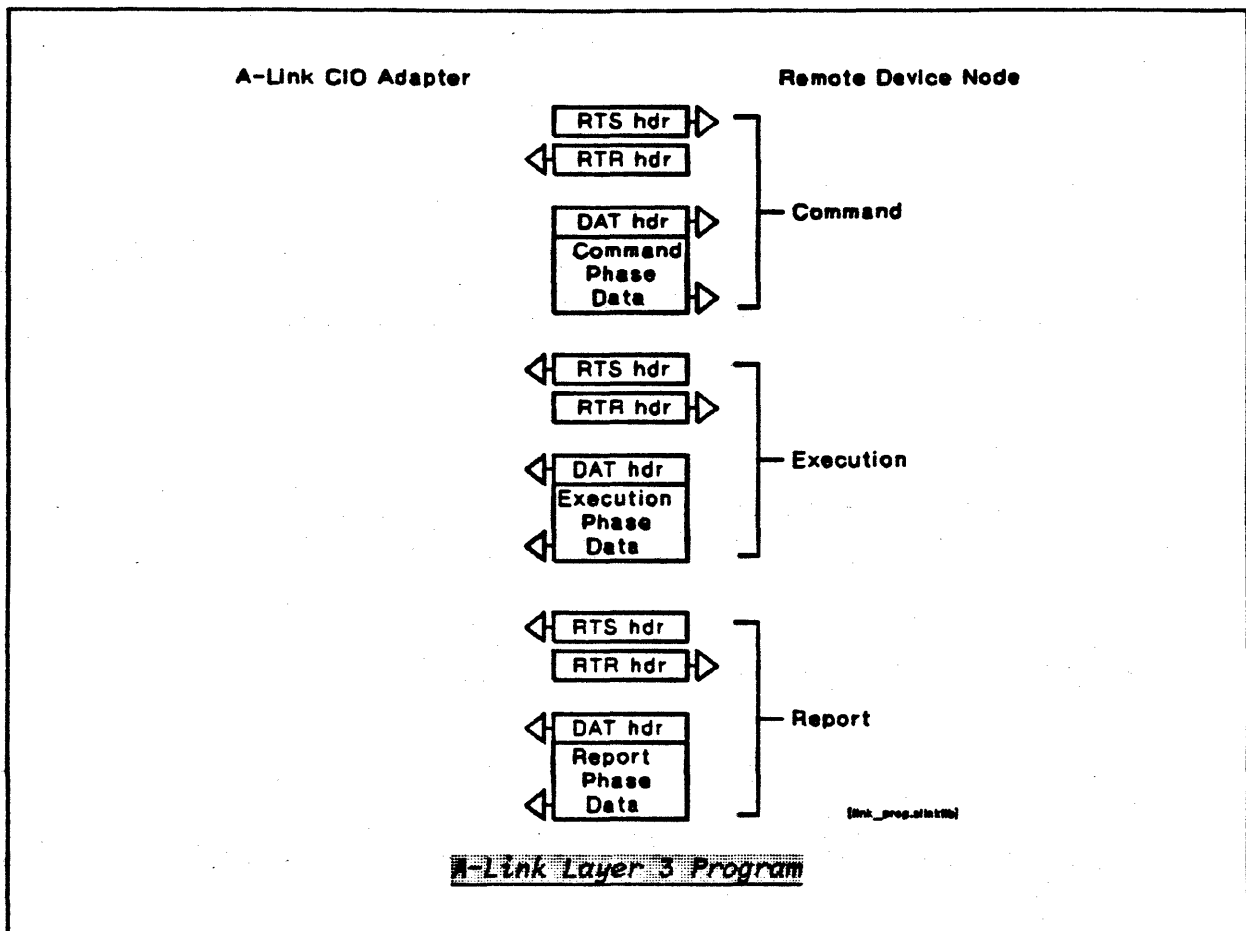 A-Link CIO Adapter
Remote Device Node
RTS hdr
RTR hdr
DAT hdr
Command
Phase
Data
Command
RTS hdr
RTR hdr
DAT hdr
Execution
Phase
Data
Execution
RTS hdr
RTR hdr
DAT hdr
Report
Phase
Data
Report
A-Link Layer 3 Program